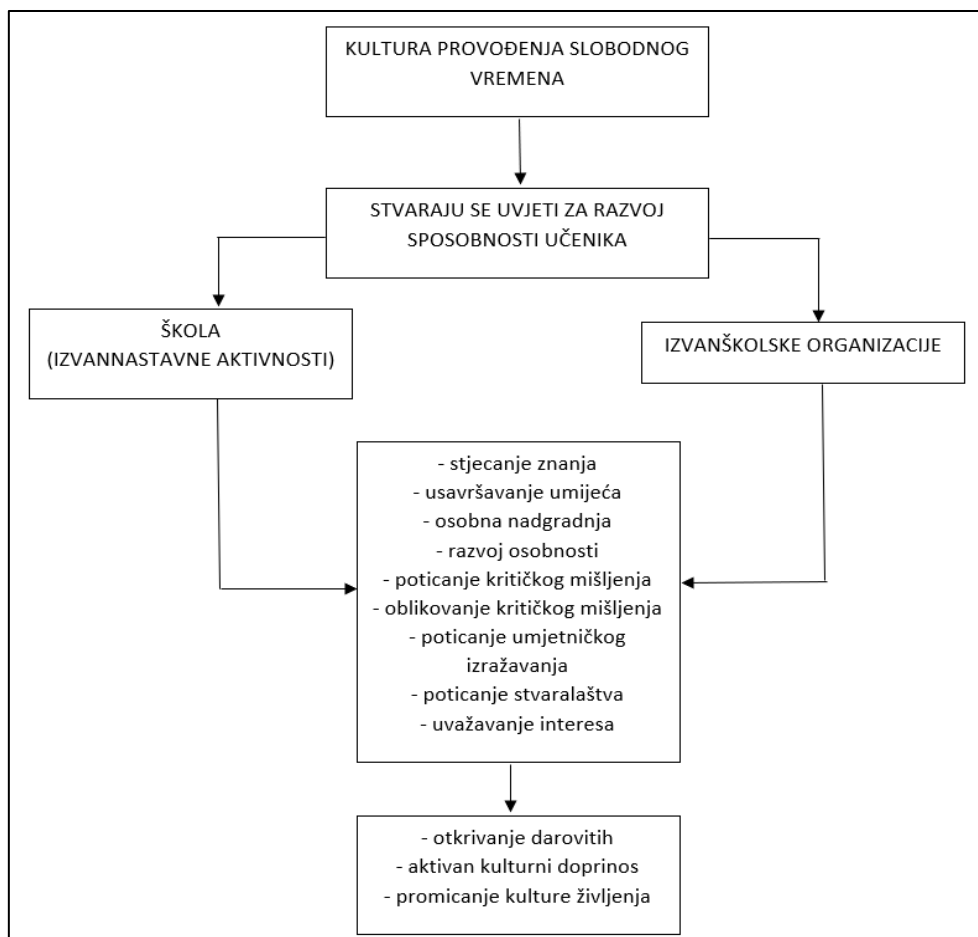 KULTURA PROVOĐENJA SLOBODNOG
VREMENA
STVARAJU SE UVJETI ZA RAZVOJ
SPOSOBNOSTI UČENIKA
ŠKOLA
(IZVANNASTAVNE AKTIVNOSTI)
IZVANŠKOLSKE ORGANIZACIJE
- stjecanje znanja
- usavršavanje umijeća
- osobna nadgradnja
- razvoj osobnosti
- poticanje kritičkog mišljenja
- oblikovanje kritičkog mišljenja
- poticanje umjetničkog
izražavanja
- poticanje stvaralaštva
- uvažavanje interesa
- otkrivanje darovitih
- aktivan kulturni doprinos
- promicanje kulture življenja